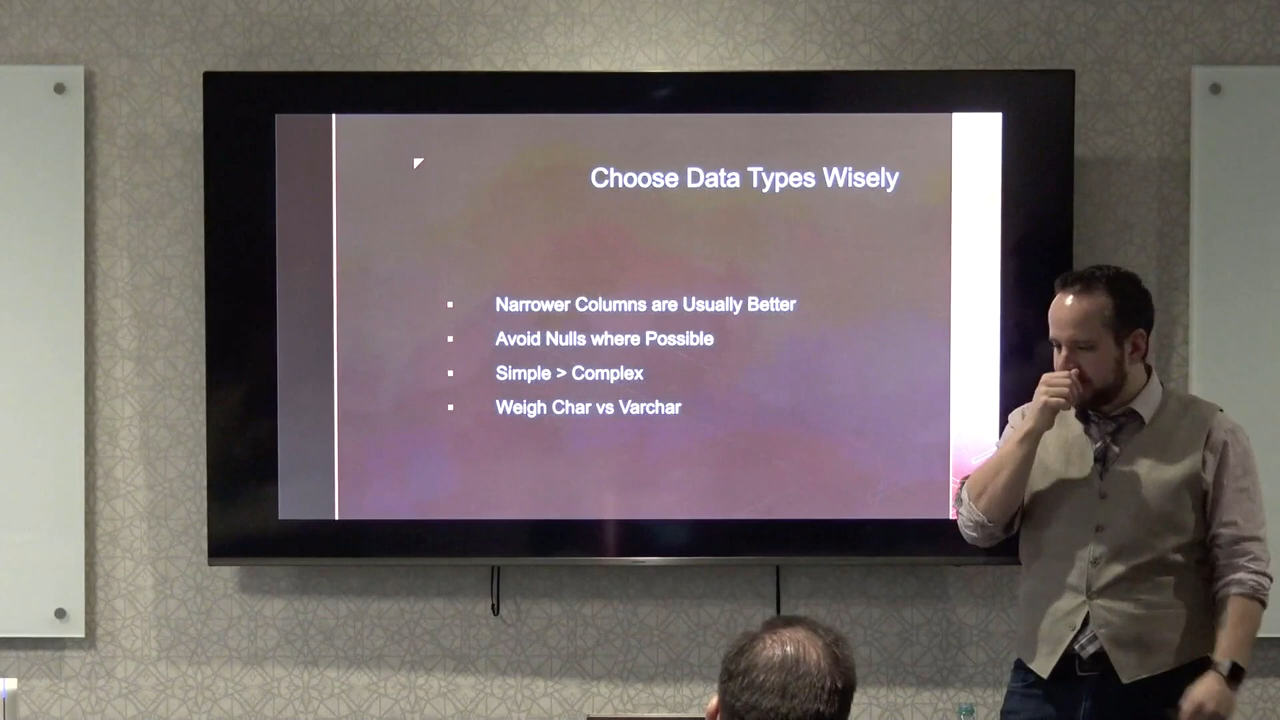 Choose Data Types Wisely
Narrower Columns are Usually Better
Avoid Nulls where Possible
Simple > Complex
Weigh Char vs Varchar